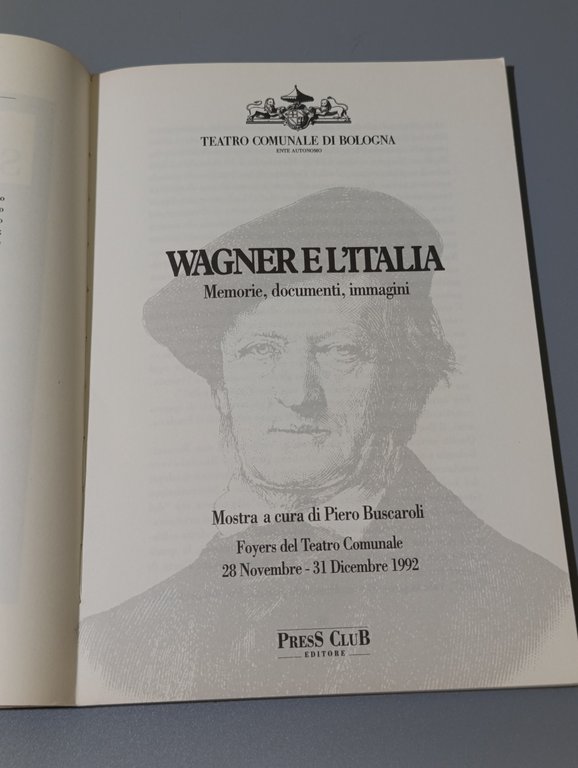 TEATRO COMUNALE DI BOLOGNA
ENTE AUTONOMO
WAGNER E L'ITALIA
Memorie, documenti, immagini
Mostra a cura di Piero Buscaroli
Foyers del Teatro Comunale
28 Novembre - 31 Dicembre 1992
PRESS CLUB
EDITORE